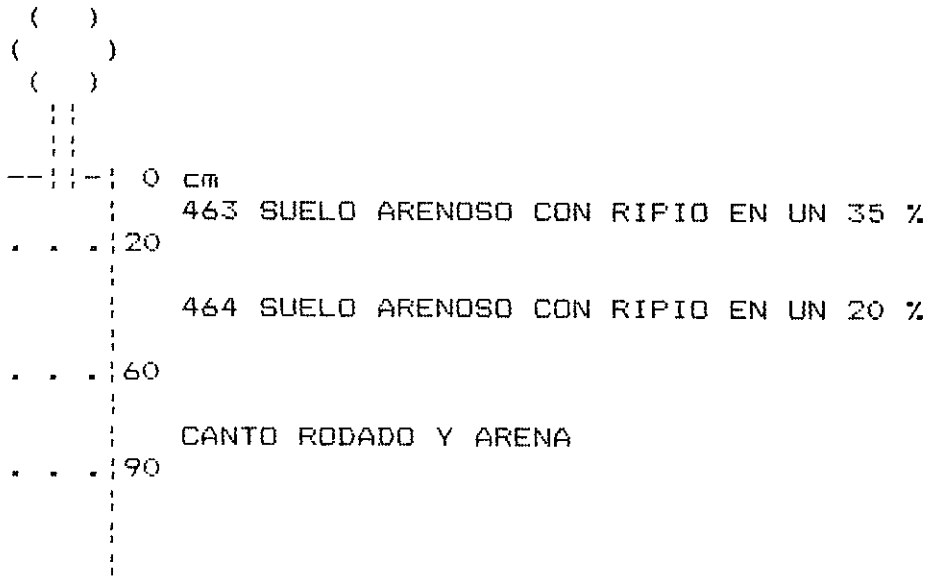 0 cm
463 SUELO ARENOSO CON RIPIO EN UN 35 %
20
464 SUELO ARENOSO CON RIPIO EN UN 20 %
60
CANTO RODADO Y ARENA
90